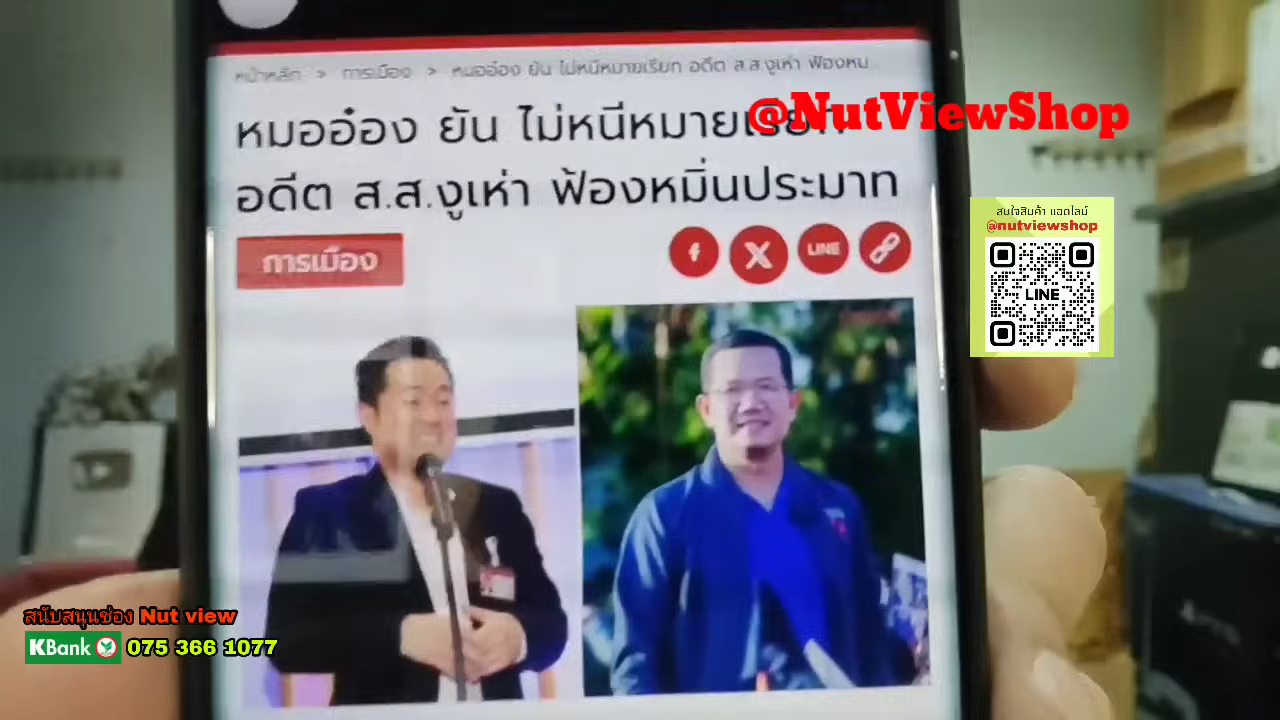 หน้าหลัก > การเมือง > หมออ๋อง ยัน ไม่หนีหมายเรียก อดีต ส.ส.งูเห่า ฟ้องหม
หมออ๋อง ยัน ไม่หนีหมายเรียก
@NutViewShop
อดีต ส.ส.งูเห่า ฟ้องหมิ่นประมาท
สนใจสินค้า แอดไลน์
@nutviewshop
การเมือง
f X LINE
LINE
สนับสนุนช่อง Nut view
KBank 075 366 1077